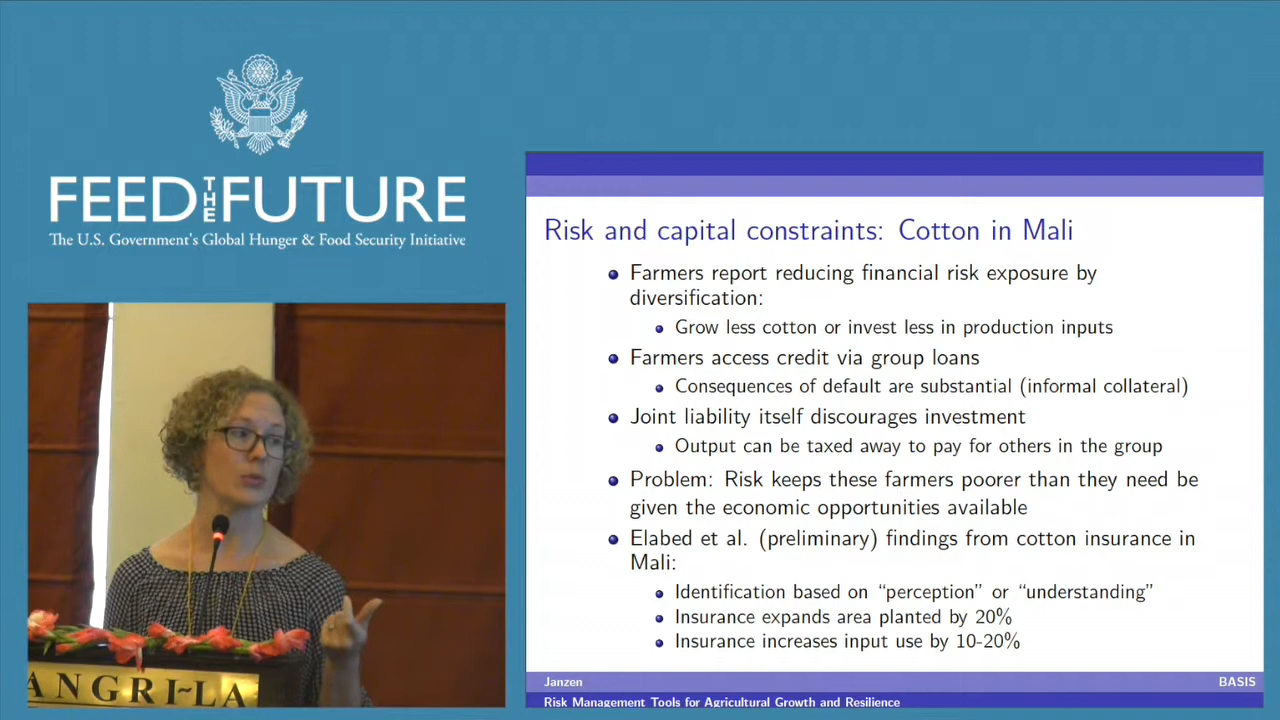 FEED THE FUTURE
The U.S. Government's Global Hunger & Food Security Initiative
ANGRI~LA
Risk and capital constraints: Cotton in Mali
Farmers report reducing financial risk exposure by
diversification:
Grow less cotton or invest less in production inputs
Farmers access credit via group loans
Consequences of default are substantial (informal collateral)
Joint liability itself discourages investment
Output can be taxed away to pay for others in the group
Problem: Risk keeps these farmers poorer than they need be
given the economic opportunities available
Elabed et al. (preliminary) findings from cotton insurance in
Mali:
Identification based on “perception” or “understanding”
Insurance expands area planted by 20%
Insurance increases input use by 10-20%
Janzen BASIS
Risk Management Tools for Agricultural Growth and Resilience